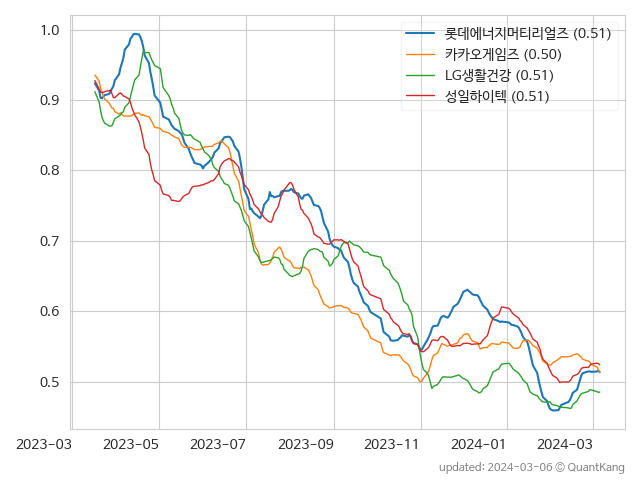 롯데에너지머티리얼즈 (0.51)
카카오게임즈 (0.50)
LG생활건강 (0.51)
성일하이텍 (0.51)
1.0
0.9
0.8
0.7
0.6
0.5
2023-03 2023-05 2023-07 2023-09 2023-11 2024-01 2024-03
updated: 2024-03-06 © QuantKang